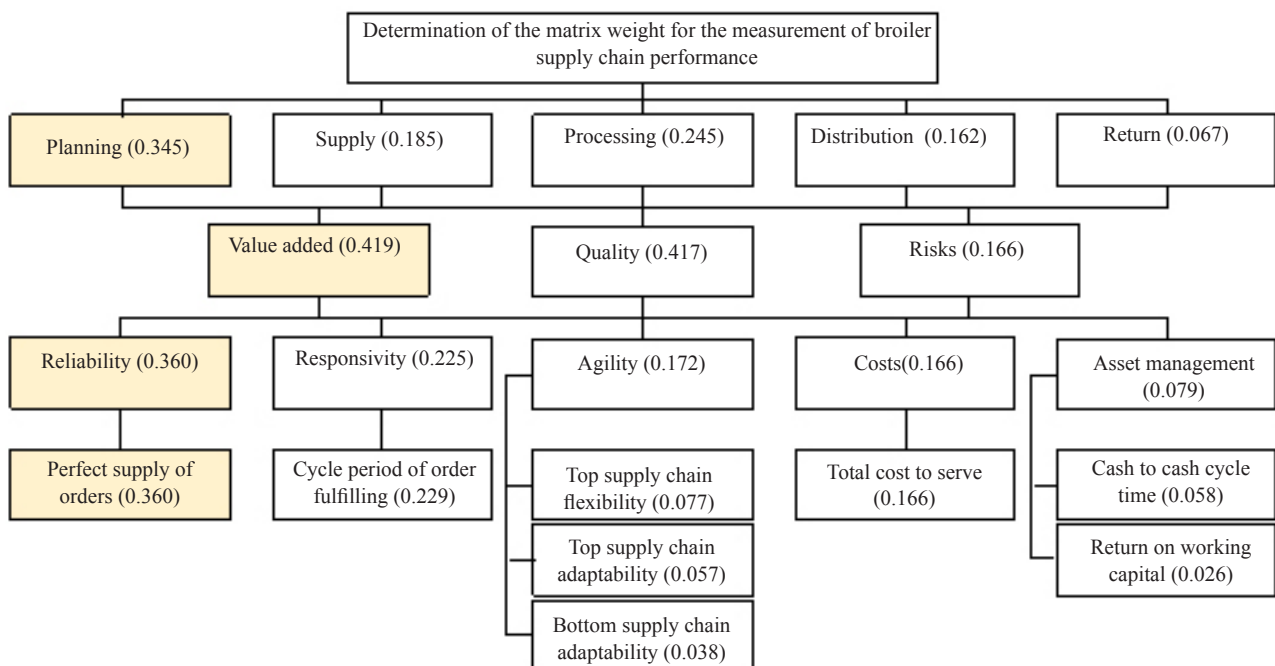 Determination of the matrix weight for the measurement of broiler
supply chain performance
Planning (0.345)
Supply (0.185)
Processing (0.245)
Distribution (0.162)
Return (0.067)
Value added (0.419)
Quality (0.417)
Risks (0.166)
Reliability (0.360)
Responsivity (0.225)
Agility (0.172)
Costs(0.166)
Asset management
(0.079)
Perfect supply of
orders (0.360)
Cycle period of order
fulfilling (0.229)
Top supply chain
flexibility (0.077)
Total cost to serve
(0.166)
Cash to cash cycle
time (0.058)
Top supply chain
adaptability (0.057)
Return on working
capital (0.026)
Bottom supply chain
adaptability (0.038)